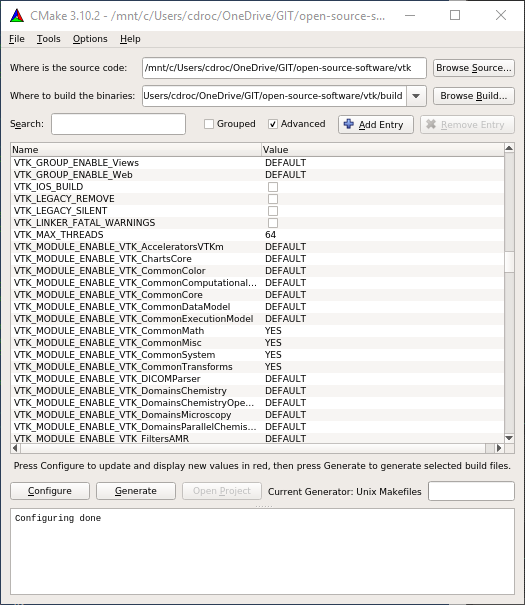 CMake 3.10.2 - /mnt/c/Users/cdroc/OneDrive/GIT/open-source-s...
File Tools Options Help
Where is the source code: /mnt/c/Users/cdroc/OneDrive/GIT/open-source-software/vtk Browse Source...
Where to build the binaries: Users/cdroc/OneDrive/GIT/open-source-software/vtk/build Browse Build...
Search: Grouped Advanced Add Entry Remove Entry
Name Value
VTK_GROUP_ENABLE_Views DEFAULT
VTK_GROUP_ENABLE_Web DEFAULT
VTK_IOS_BUILD
VTK_LEGACY_REMOVE
VTK_LEGACY_SILENT
VTK_LINKER_FATAL_WARNINGS
VTK_MAX_THREADS 64
VTK_MODULE_ENABLE_VTK_AcceleratorsVTKm DEFAULT
VTK_MODULE_ENABLE_VTK_ChartsCore DEFAULT
VTK_MODULE_ENABLE_VTK_CommonColor DEFAULT
VTK_MODULE_ENABLE_VTK_CommonComputational... DEFAULT
VTK_MODULE_ENABLE_VTK_CommonCore DEFAULT
VTK_MODULE_ENABLE_VTK_CommonDataModel DEFAULT
VTK_MODULE_ENABLE_VTK_CommonExecutionModel DEFAULT
VTK_MODULE_ENABLE_VTK_CommonMath YES
VTK_MODULE_ENABLE_VTK_CommonMisc YES
VTK_MODULE_ENABLE_VTK_CommonSystem YES
VTK_MODULE_ENABLE_VTK_CommonTransforms YES
VTK_MODULE_ENABLE_VTK_DICOMParser DEFAULT
VTK_MODULE_ENABLE_VTK_DomainsChemistry DEFAULT
VTK_MODULE_ENABLE_VTK_DomainsChemistryOpe... DEFAULT
VTK_MODULE_ENABLE_VTK_DomainsMicroscopy DEFAULT
VTK_MODULE_ENABLE_VTK_DomainsParallelChemis... DEFAULT
VTK_MODULE_ENABLE_VTK_FiltersAMR DEFAULT
Press Configure to update and display new values in red, then press Generate to generate selected build files.
Configure Generate Open Project Current Generator: Unix Makefiles
Configuring done